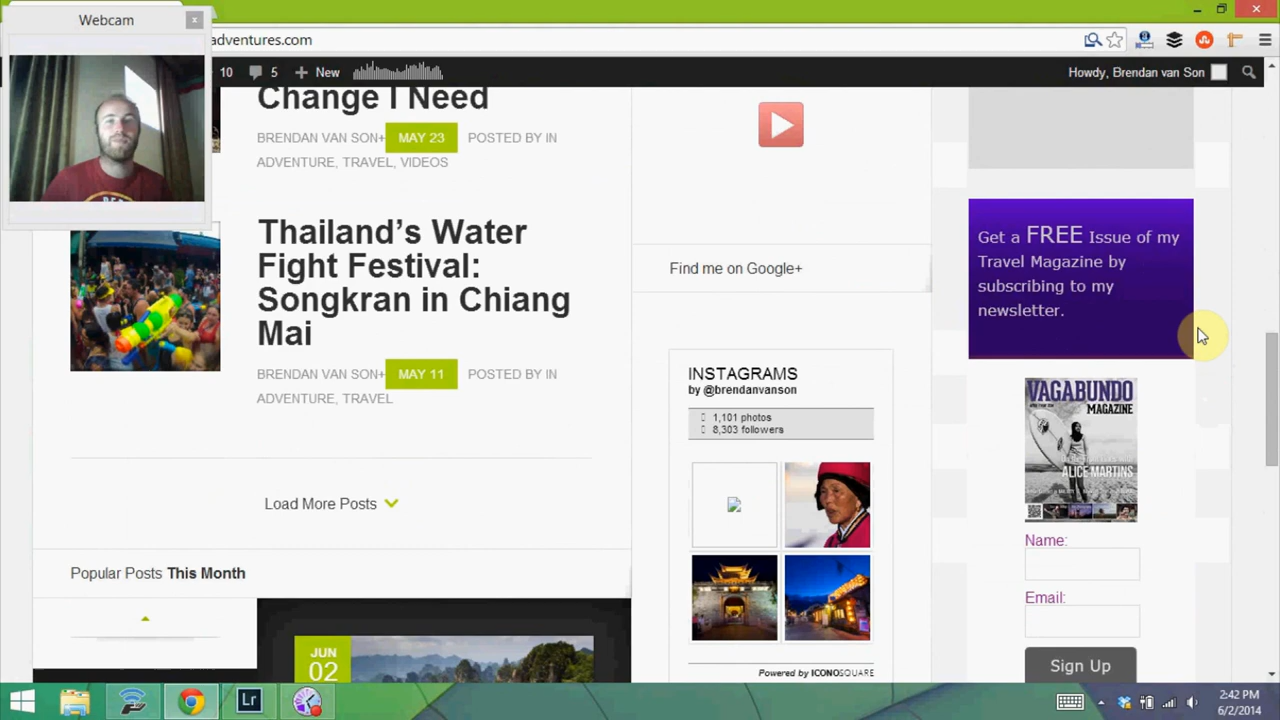 Webcam
x
adventures.com
10
5
New
Howdy, Brendan van Son
Change I Need
BRENDAN VAN SON+
MAY 23
POSTED BY IN
ADVENTURE, TRAVEL, VIDEOS
Thailand's Water
Fight Festival:
Songkran in Chiang
Mai
BRENDAN VAN SON+
MAY 11
POSTED BY IN
ADVENTURE, TRAVEL
Load More Posts
Popular Posts This Month
JUN
02
Find me on Google+
INSTAGRAMS
by @brendanvanson
1,101 photos
8,303 followers
Powered by ICONOSQUARE
Get a FREE Issue of my
Travel Magazine by
subscribing to my
newsletter.
VAGABUNDO
MAGAZINE
ALICE MARTINS
Name:
Email:
Sign Up
Lr
2:42 PM
6/2/2014